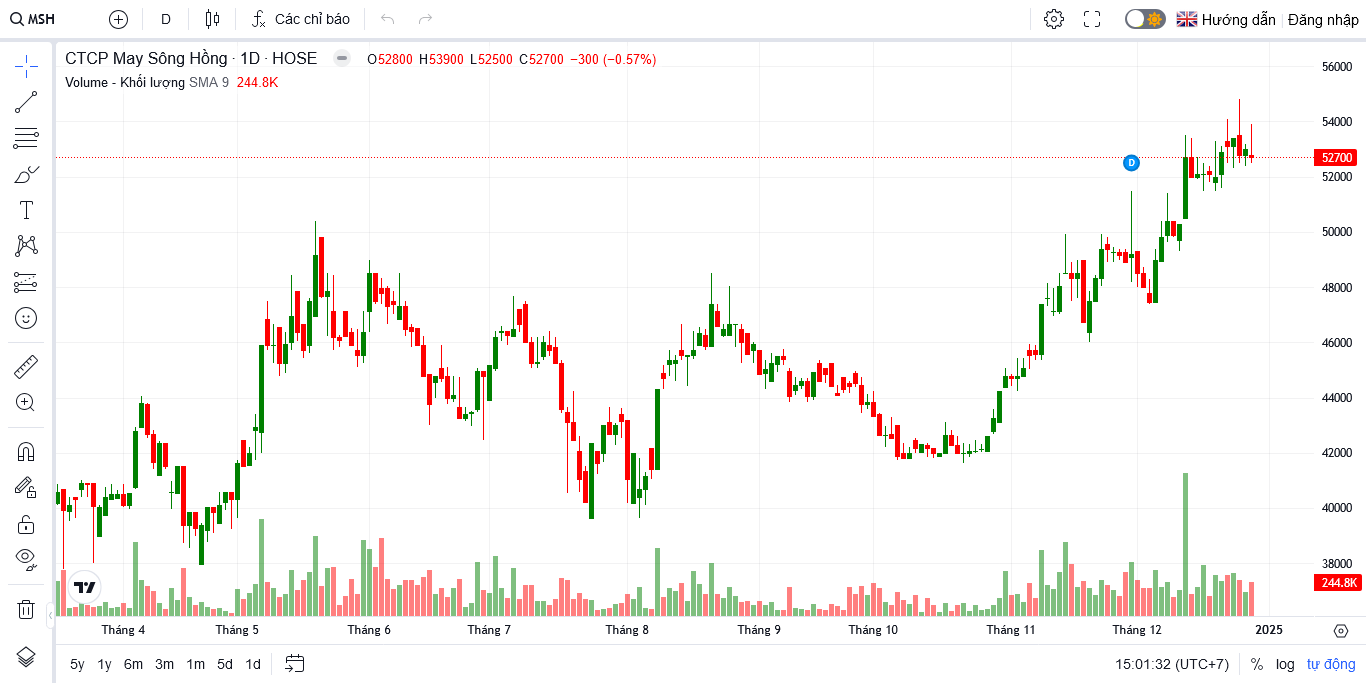 MSH D Các chỉ báo Hướng dẫn Đăng nhập
CTCP May Sông Hồng · 1D · HOSE O52800 H53900 L52500 C52700 −300 (−0.57%)
Volume - Khối lượng SMA 9 244.8K
56000
54000
52700
52000
50000
48000
46000
44000
42000
40000
38000
244.8K
D
Tháng 4 Tháng 5 Tháng 6 Tháng 7 Tháng 8 Tháng 9 Tháng 10 Tháng 11 Tháng 12 2025
5y 1y 6m 3m 1m 5d 1d 15:01:32 (UTC+7) % log tự động